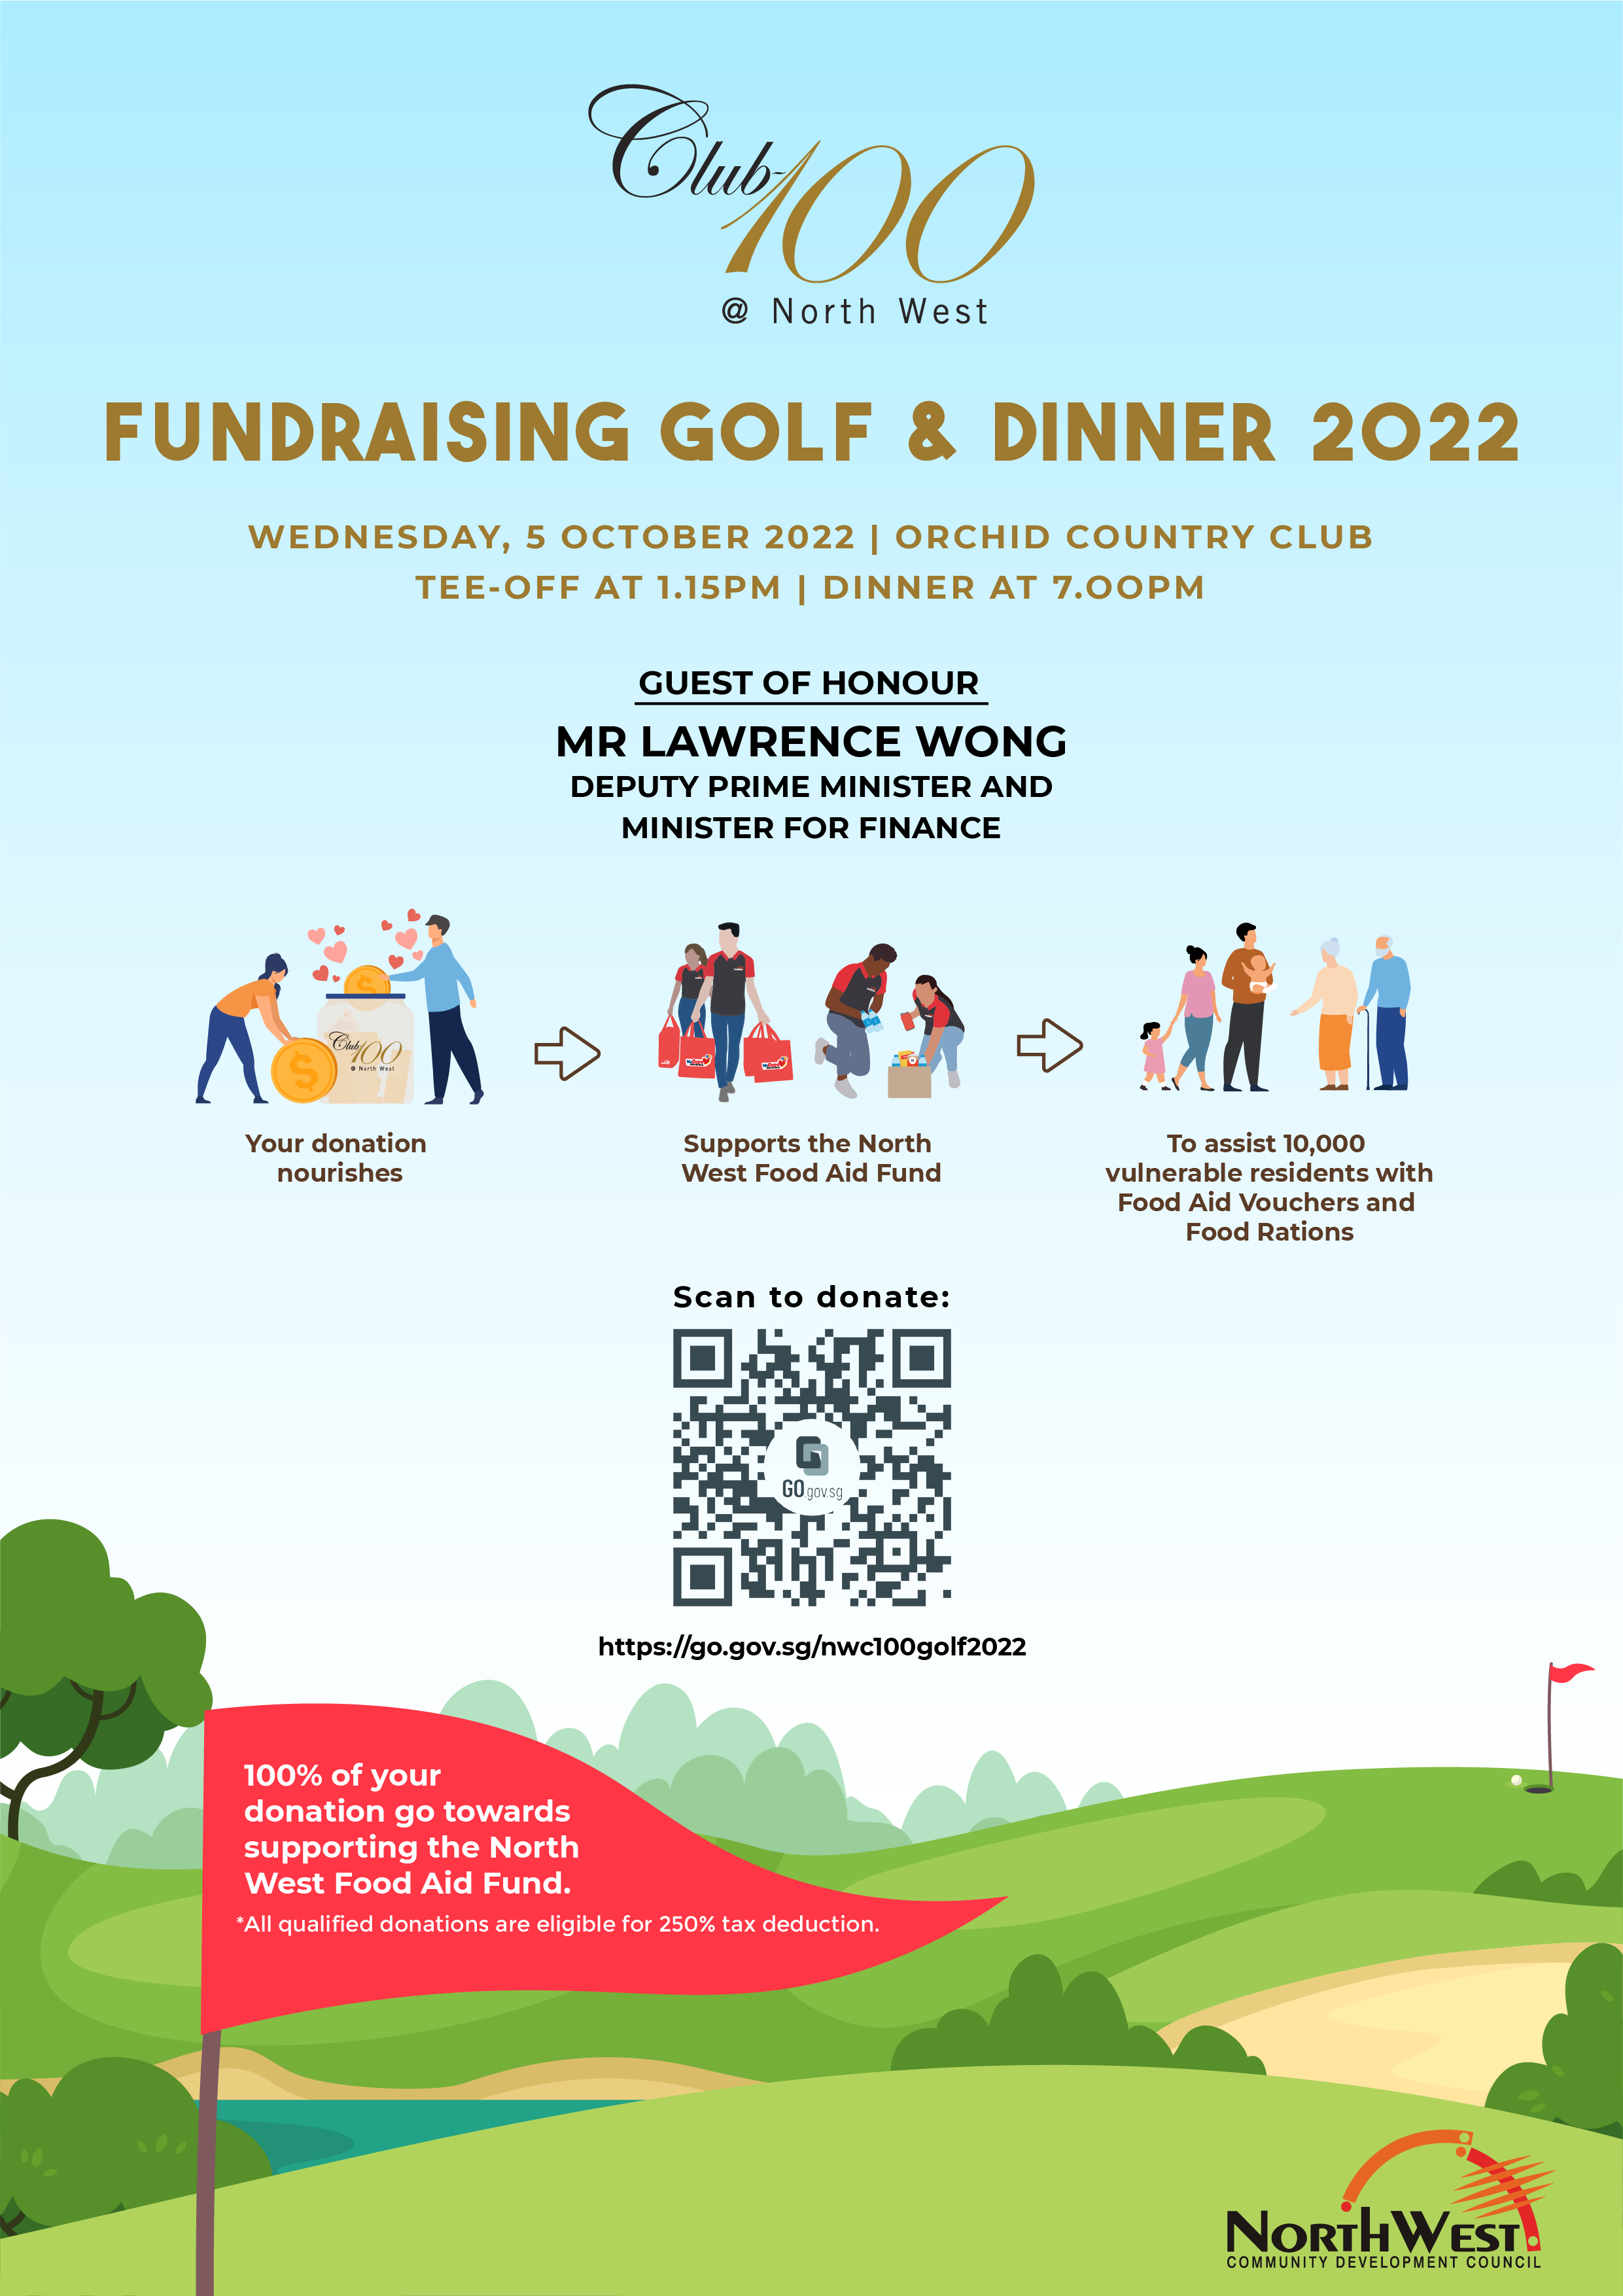 Club-100
@ North West
FUNDRAISING GOLF & DINNER 2022
WEDNESDAY, 5 OCTOBER 2022 | ORCHID COUNTRY CLUB
TEE-OFF AT 1.15PM | DINNER AT 7.00PM
GUEST OF HONOUR
MR LAWRENCE WONG
DEPUTY PRIME MINISTER AND
MINISTER FOR FINANCE
Club-100
@ North West
Your donation
nourishes
Supports the North
West Food Aid Fund
To assist 10,000
vulnerable residents with
Food Aid Vouchers and
Food Rations
Scan to donate:
GO.gov.sg
https://go.gov.sg/nwc100golf2022
100% of your
donation go towards
supporting the North
West Food Aid Fund.
*All qualified donations are eligible for 250% tax deduction.
NORTHWEST
COMMUNITY DEVELOPMENT COUNCIL